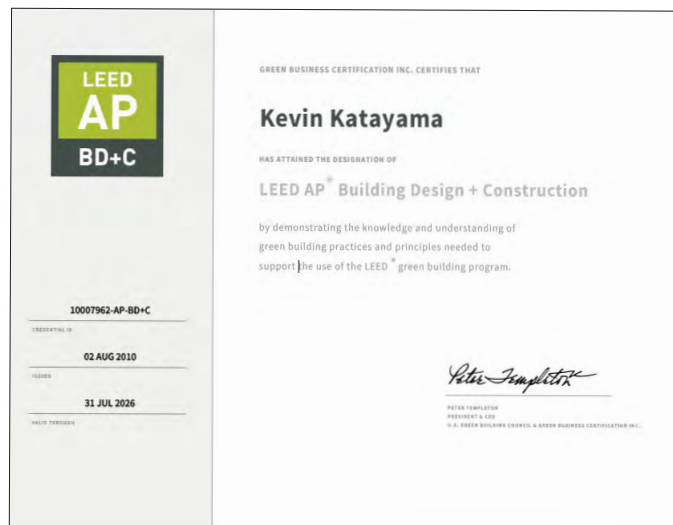 LEED
AP
BD+C
10007962-AP-BD+C
CREDENTIAL ID
02 AUG 2010
ISSUED
31 JUL 2026
VALID THROUGH
GREEN BUSINESS CERTIFICATION INC. CERTIFIES THAT
Kevin Katayama
HAS ATTAINED THE DESIGNATION OF
LEED AP® Building Design + Construction
by demonstrating the knowledge and understanding of
green building practices and principles needed to
support the use of the LEED ® green building program.
Peter Templeton
PETER TEMPLETON
PRESIDENT & CEO
U.S. GREEN BUILDING COUNCIL & GREEN BUSINESS CERTIFICATION INC.